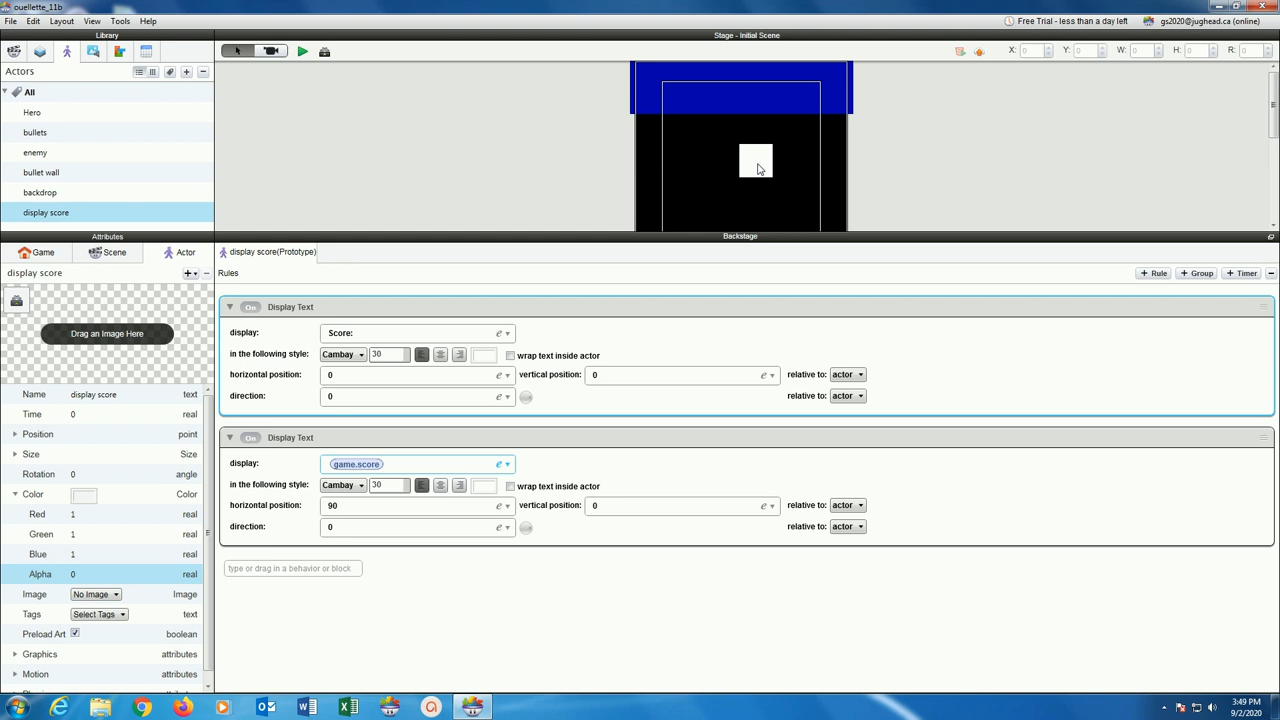 ouellette_11b
File Edit Layout View Tools Help
Free Trial - less than a day left
gs2020@jughead.ca (online)
Library
Stage - Initial Scene
X: 0 Y: 0 W: 0 H: 0 R: 0
Actors
All
Hero
bullets
enemy
bullet wall
backdrop
display score
Attributes
Backstage
Game Scene Actor
display score(Prototype)
display score
Rules
+ Rule + Group + Timer
Drag an Image Here
Name display score text
Time 0 real
Position point
Size Size
Rotation 0 angle
Color Color
Red 1 real
Green 1 real
Blue 1 real
Alpha 0 real
Image No Image Image
Tags Select Tags text
Preload Art boolean
Graphics attributes
Motion attributes
On Display Text
display: Score: e
in the following style: Cambay 30 wrap text inside actor
horizontal position: 0 e vertical position: 0 e relative to: actor
direction: 0 e relative to: actor
On Display Text
display: game.score e
in the following style: Cambay 30 wrap text inside actor
horizontal position: 90 e vertical position: 0 e relative to: actor
direction: 0 e relative to: actor
type or drag in a behavior or block
3:49 PM
9/2/2020